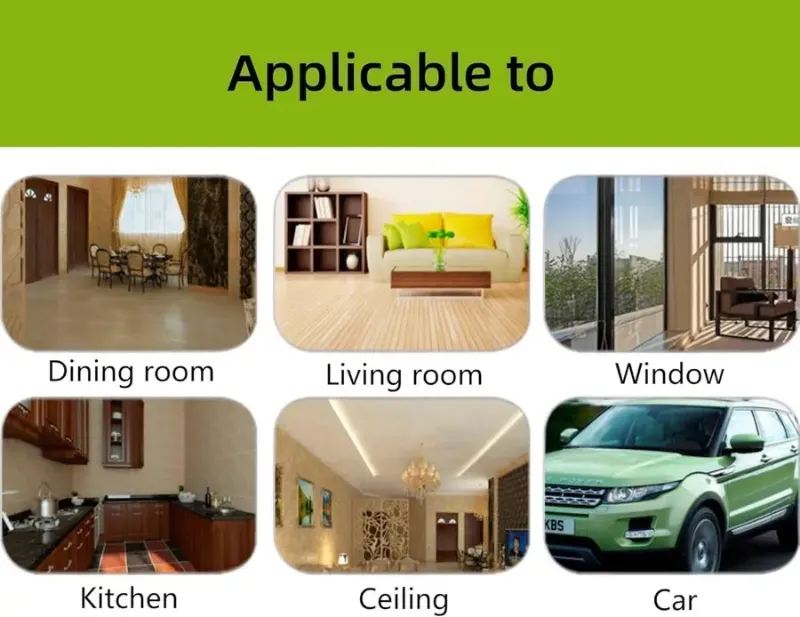 Applicable to
Dining room
Living room
Window
Kitchen
Ceiling
Car
KBS